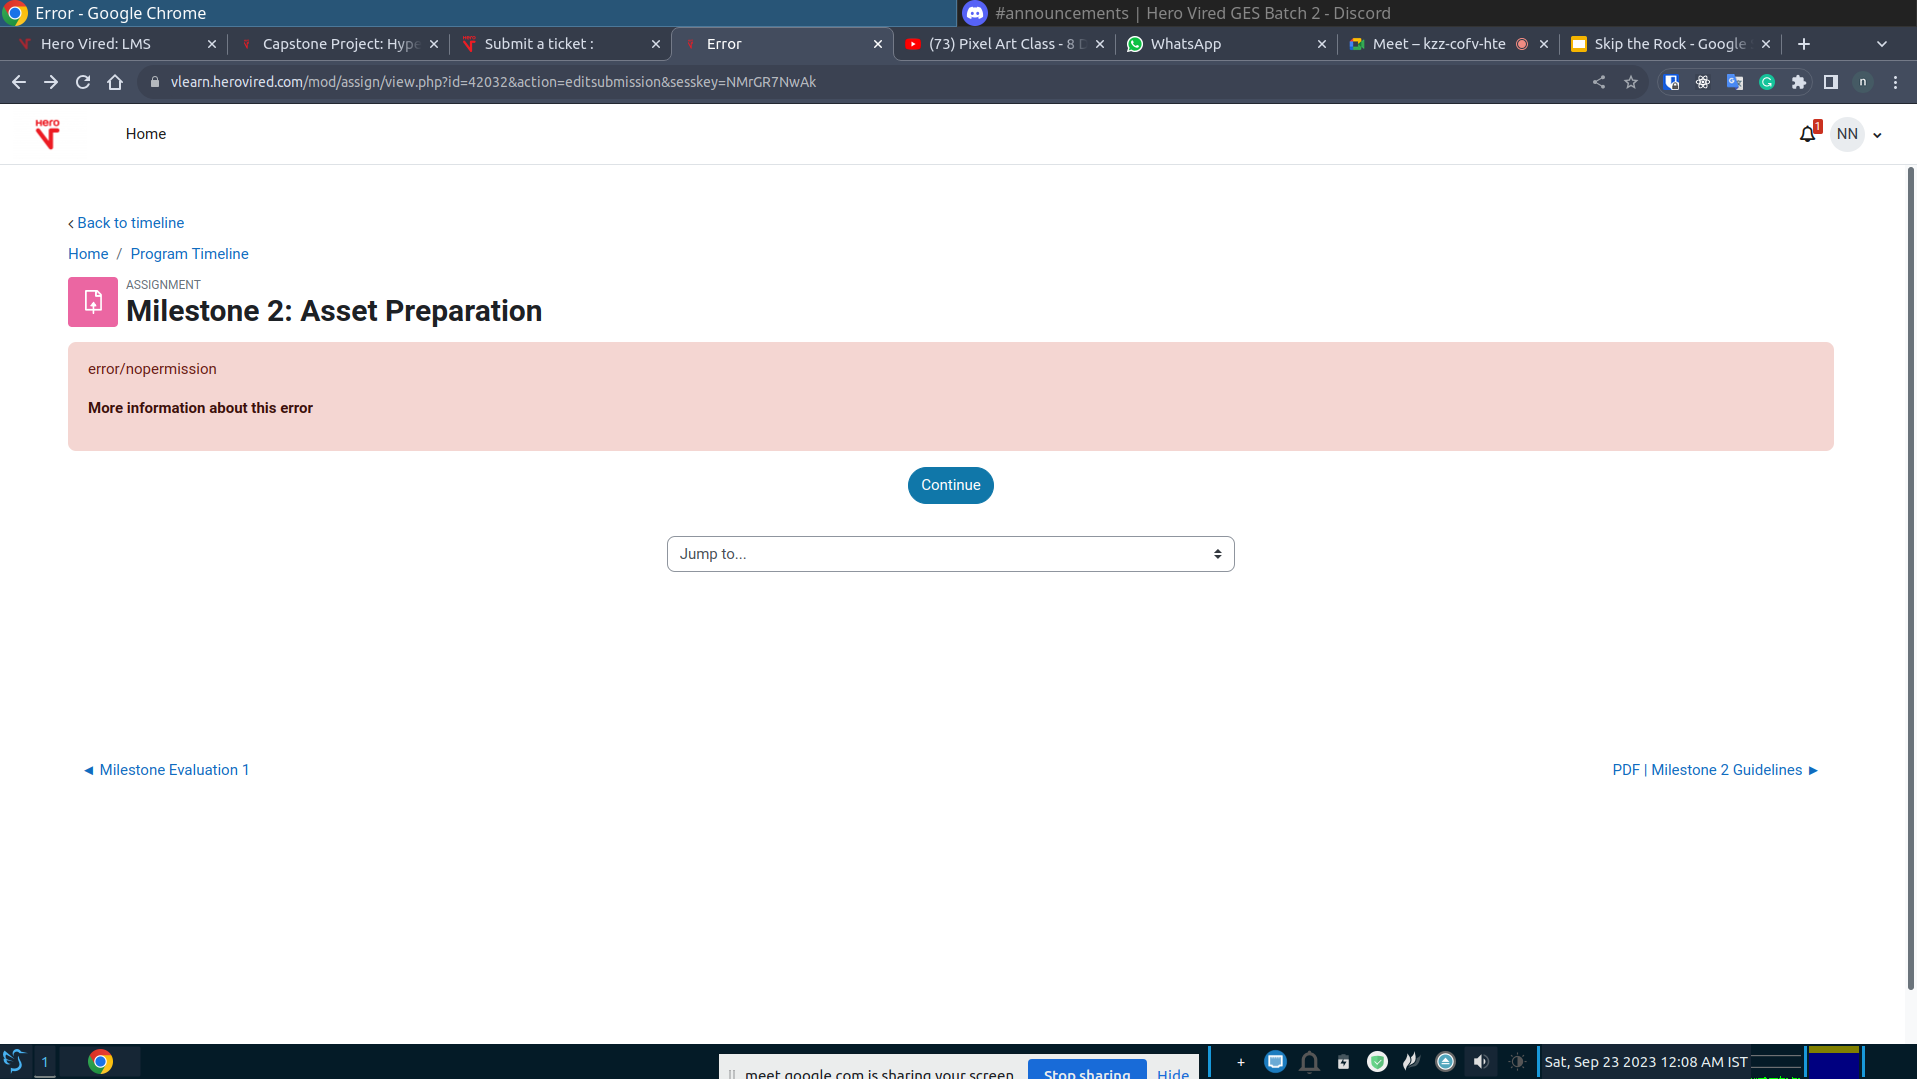 Error - Google Chrome
#announcements | Hero Vired GES Batch 2 - Discord
Hero Vired: LMS
Capstone Project: Hype
Submit a ticket :
Error
(73) Pixel Art Class - 8 D
WhatsApp
Meet – kzz-cofv-hte
Skip the Rock - Google
vlearn.herovired.com/mod/assign/view.php?id=42032&action=editsubmission&sesskey=NMrGR7NwAk
n
Hero
Home
1
NN
Back to timeline
Home / Program Timeline
ASSIGNMENT
Milestone 2: Asset Preparation
error/nopermission
More information about this error
Continue
Jump to...
◄ Milestone Evaluation 1
PDF | Milestone 2 Guidelines ►
1
meet.google.com is sharing your screen.
Stop sharing
Hide
+
Sat, Sep 23 2023 12:08 AM IST